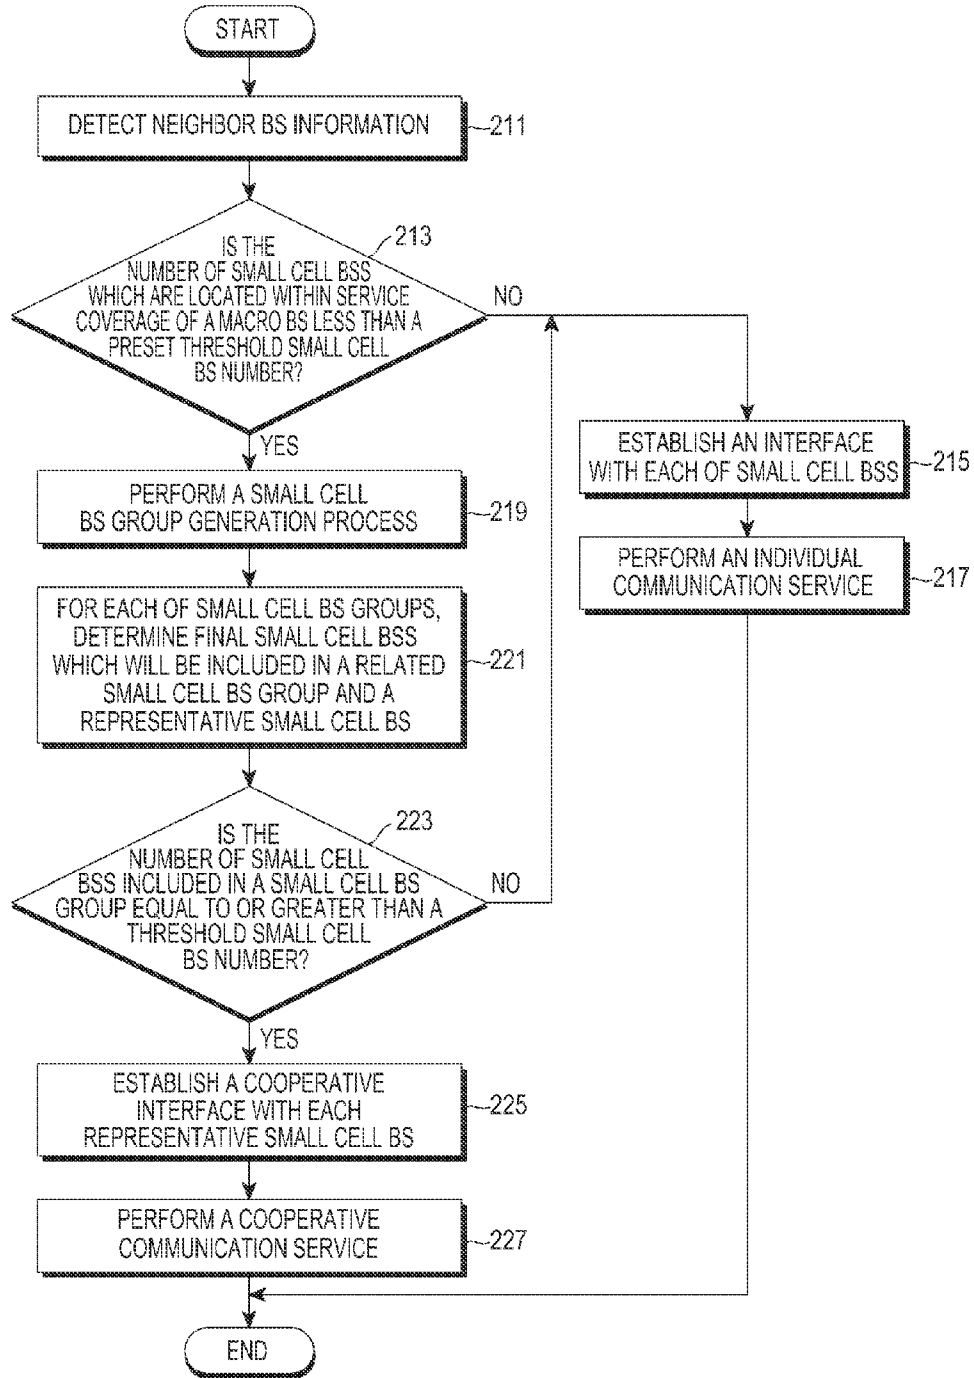 START
DETECT NEIGHBOR BS INFORMATION
211
IS THE
NUMBER OF SMALL CELL BSS
WHICH ARE LOCATED WITHIN SERVICE
COVERAGE OF A MACRO BS LESS THAN A
PRESET THRESHOLD SMALL CELL
BS NUMBER?
213
NO
YES
ESTABLISH AN INTERFACE
WITH EACH OF SMALL CELL BSS
215
PERFORM A SMALL CELL
BS GROUP GENERATION PROCESS
219
PERFORM AN INDIVIDUAL
COMMUNICATION SERVICE
217
FOR EACH OF SMALL CELL BS GROUPS,
DETERMINE FINAL SMALL CELL BSS
WHICH WILL BE INCLUDED IN A RELATED
SMALL CELL BS GROUP AND A
REPRESENTATIVE SMALL CELL BS
221
IS THE
NUMBER OF SMALL CELL
BSS INCLUDED IN A SMALL CELL BS
GROUP EQUAL TO OR GREATER THAN A
THRESHOLD SMALL CELL
BS NUMBER?
223
NO
YES
ESTABLISH A COOPERATIVE
INTERFACE WITH EACH
REPRESENTATIVE SMALL CELL BS
225
PERFORM A COOPERATIVE
COMMUNICATION SERVICE
227
END